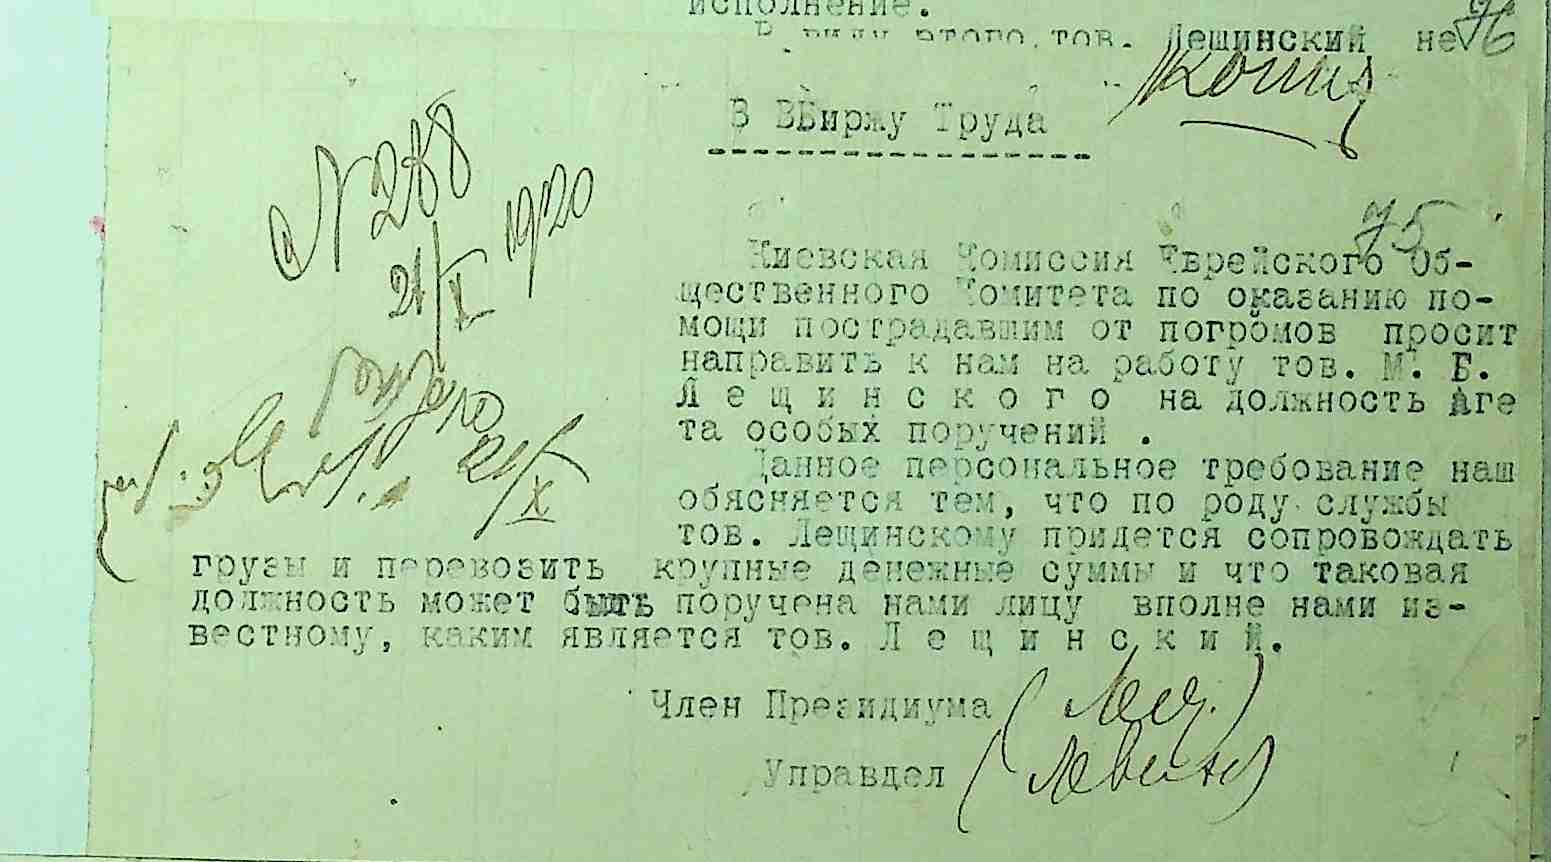 исполнение.
В виду этого тов. Лещинский не
76
Копия
В ВБиржу Труда
N 288
21/X 1920
75
Киевская Комиссия Еврейского Об-
щественного Комитета по оказанию по-
мощи пострадавшим от погромов просит
направить к нам на работу тов. М. Б.
Л е щ и н с к о г о на должность Аге
та особых поручений .
Данное персональное требование наш
обясняется тем, что по роду службы
тов. Лещинскому придется сопровождать
грузы и перевозить крупные денежные суммы и что таковая
должность может быть поручена нами лицу вполне нами из-
вестному, каким является тов. Л е щ и н с к и й.
21/X
Член Президиума (
Управдел (